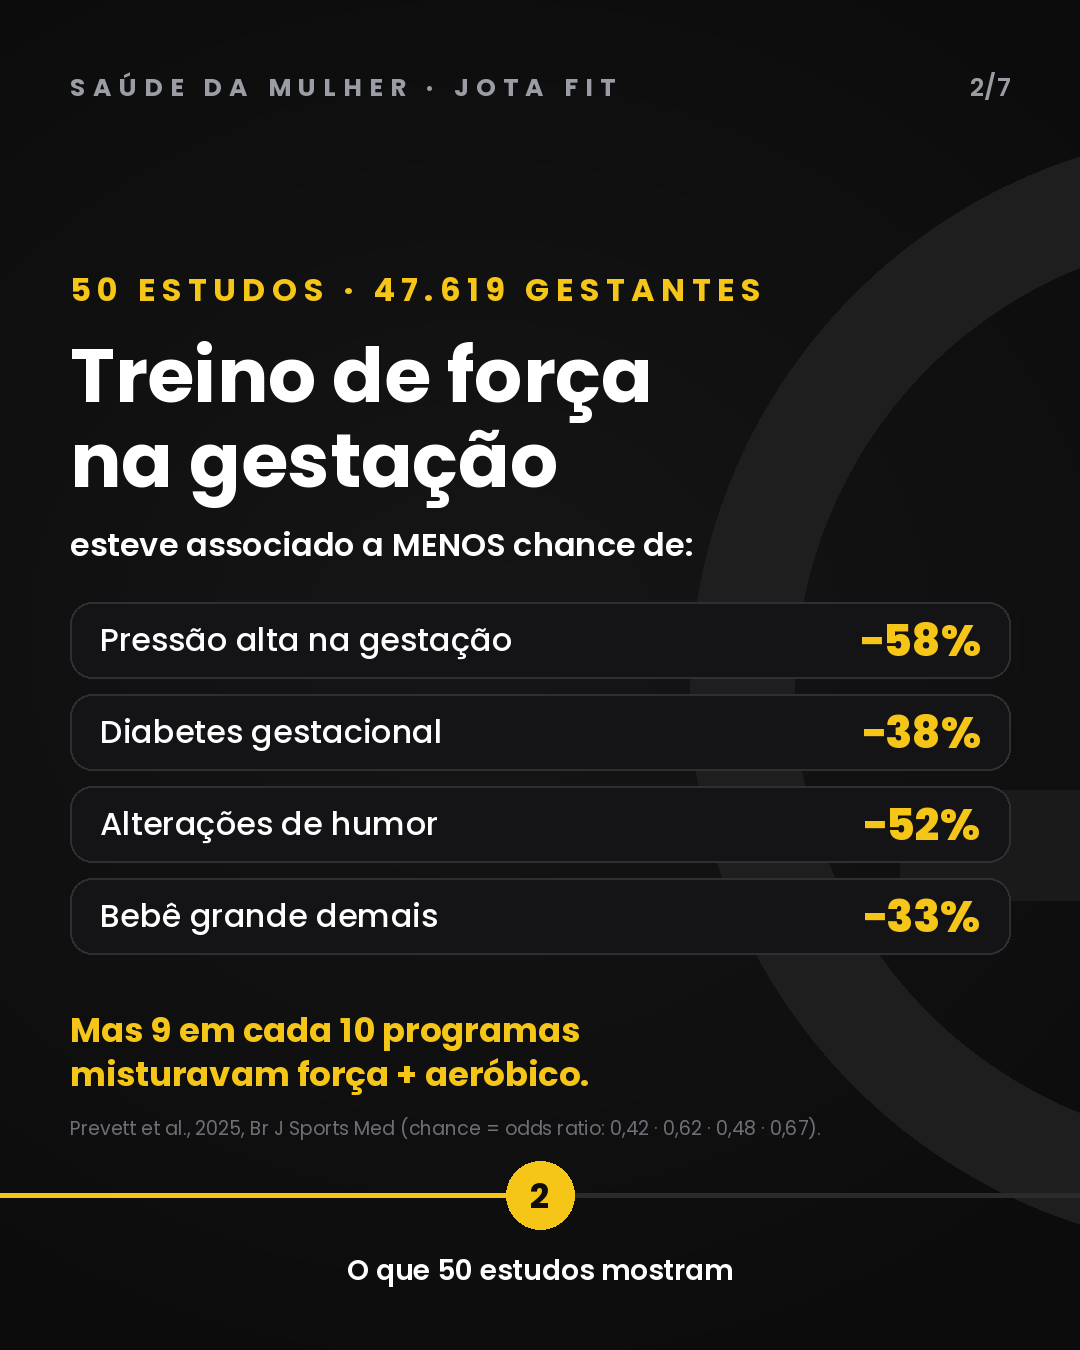 SAÚDE DA MULHER · JOTA FIT
2/7
50 ESTUDOS · 47.619 GESTANTES
Treino de força
na gestação
esteve associado a MENOS chance de:
Pressão alta na gestação −58%
Diabetes gestacional −38%
Alterações de humor −52%
Bebê grande demais −33%
Mas 9 em cada 10 programas
misturavam força + aeróbico.
Prevett et al., 2025, Br J Sports Med (chance = odds ratio: 0,42 · 0,62 · 0,48 · 0,67).
2
O que 50 estudos mostram